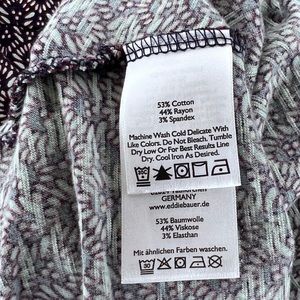 53% Cotton
44% Rayon
3% Spandex
Machine Wash Cold Delicate With
Like Colors. Do Not Bleach. Tumble
Dry Low Or For Best Results Line
Dry. Cool Iron As Desired.
GERMANY
www.eddiebauer.de
53% Baumwolle
44% Viskose
3% Elasthan
Mit ähnlichen Farben waschen.
30